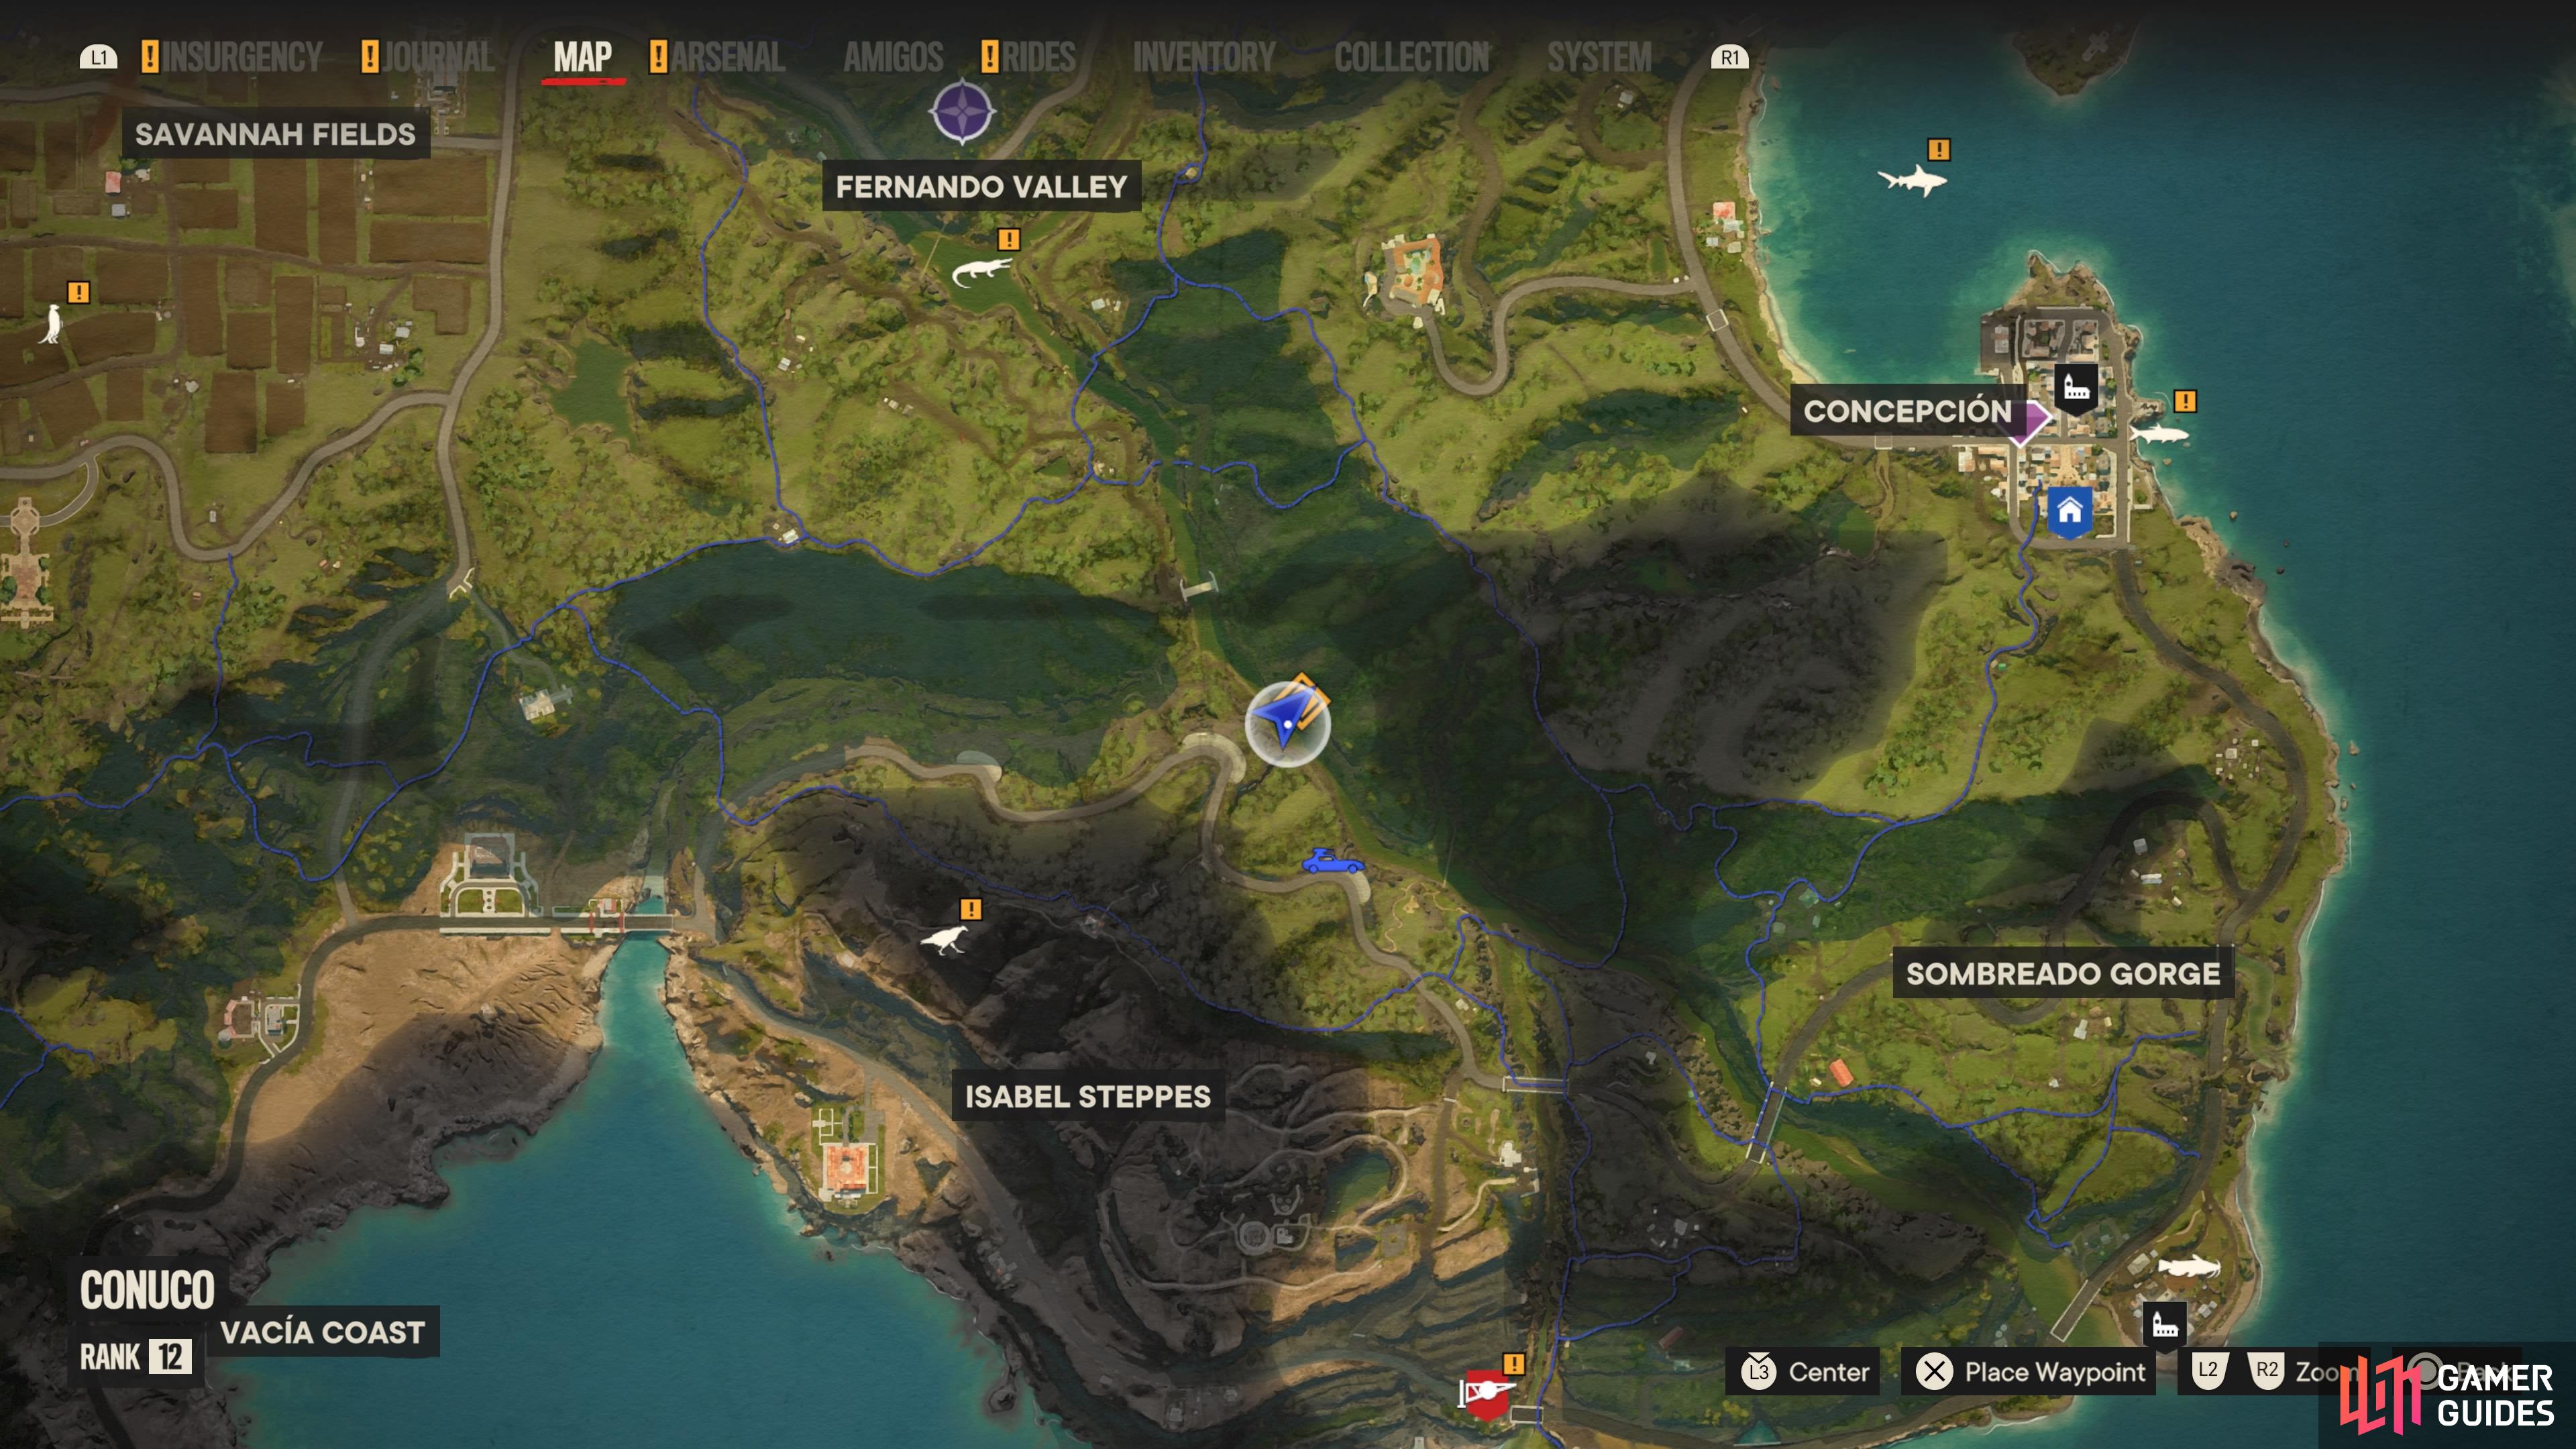 L1 ! INSURGENCY ! JOURNAL MAP ! ARSENAL AMIGOS ! RIDES INVENTORY COLLECTION SYSTEM R1
SAVANNAH FIELDS
FERNANDO VALLEY
!
!
!
CONCEPCIÓN
!
!
SOMBREADO GORGE
ISABEL STEPPES
CONUCO
VACÍA COAST
RANK 12
!
L3 Center X Place Waypoint L2 R2 Zoom
GAMER
GUIDES